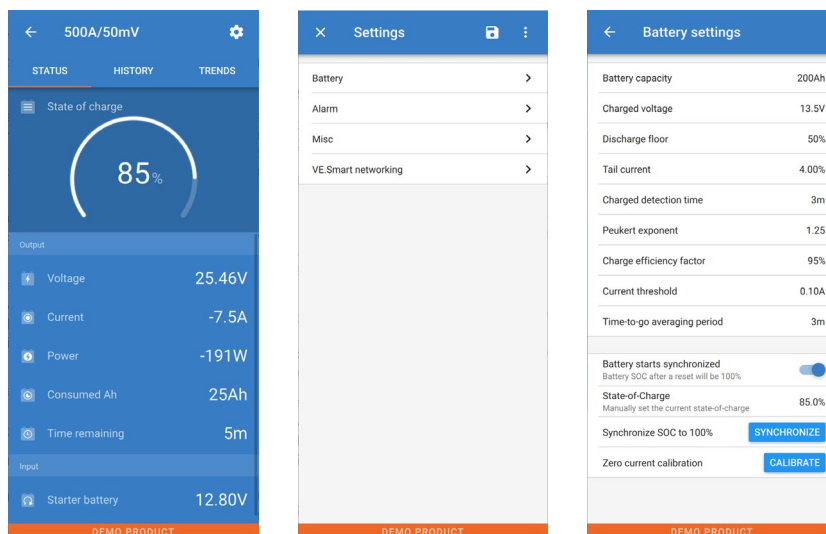 500A/50mV
STATUS HISTORY TRENDS
State of charge
85%
Output
Voltage 25.46V
Current -7.5A
Power -191W
Consumed Ah 25Ah
Time remaining 5m
Input
Starter battery 12.80V
DEMO PRODUCT
Settings
Battery
Alarm
Misc
VE.Smart networking
DEMO PRODUCT
Battery settings
Battery capacity 200Ah
Charged voltage 13.5V
Discharge floor 50%
Tail current 4.00%
Charged detection time 3m
Peukert exponent 1.25
Charge efficiency factor 95%
Current threshold 0.10A
Time-to-go averaging period 3m
Battery starts synchronized
Battery SOC after a reset will be 100%
State-of-Charge 85.0%
Manually set the current state-of-charge
Synchronize SOC to 100% SYNCHRONIZE
Zero current calibration CALIBRATE
DEMO PRODUCT